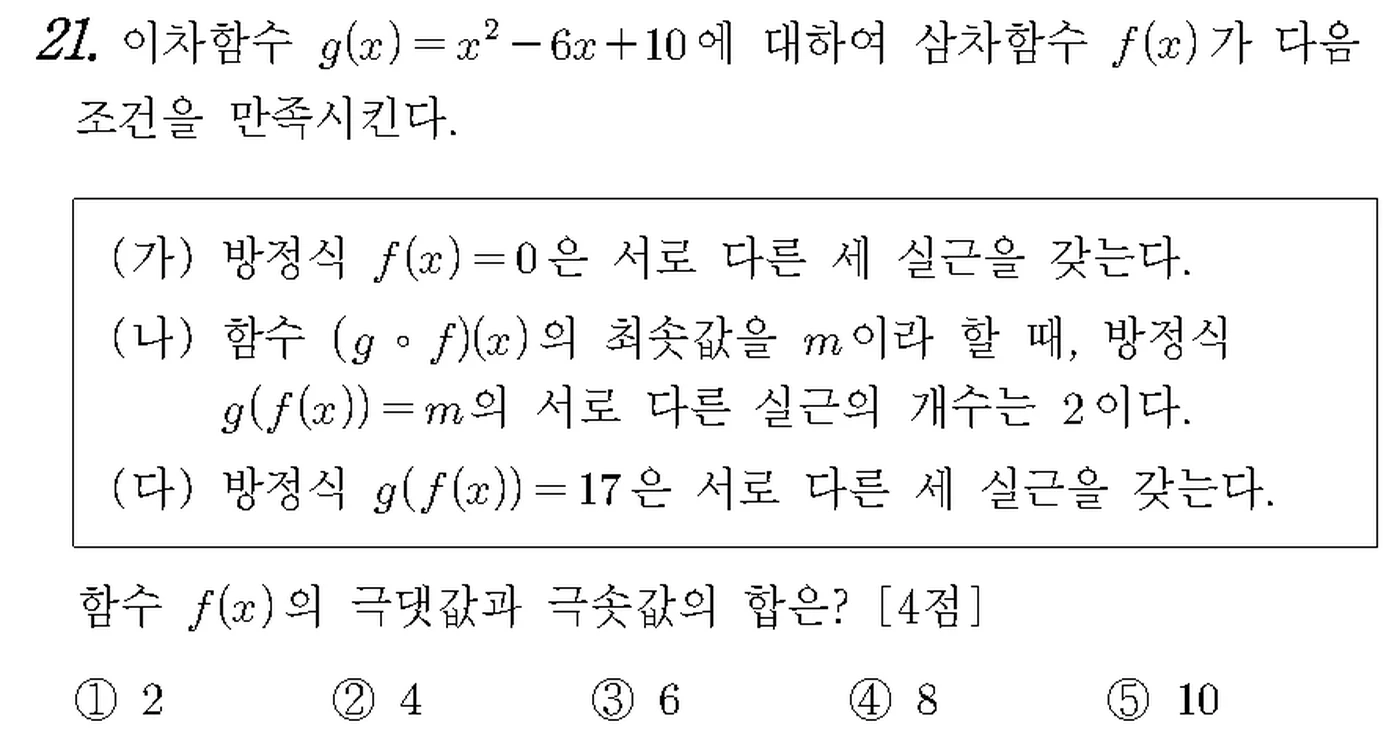 21. 이차함수 g(x)=x²-6x+10에 대하여 삼차함수 f(x)가 다음
조건을 만족시킨다.
(가) 방정식 f(x)=0은 서로 다른 세 실근을 갖는다.
(나) 함수 (g∘f)(x)의 최솟값을 m이라 할 때, 방정식
g(f(x))=m의 서로 다른 실근의 개수는 2이다.
(다) 방정식 g(f(x))=17은 서로 다른 세 실근을 갖는다.
함수 f(x)의 극댓값과 극솟값의 합은? [4점]
① 2 ② 4 ③ 6 ④ 8 ⑤ 10